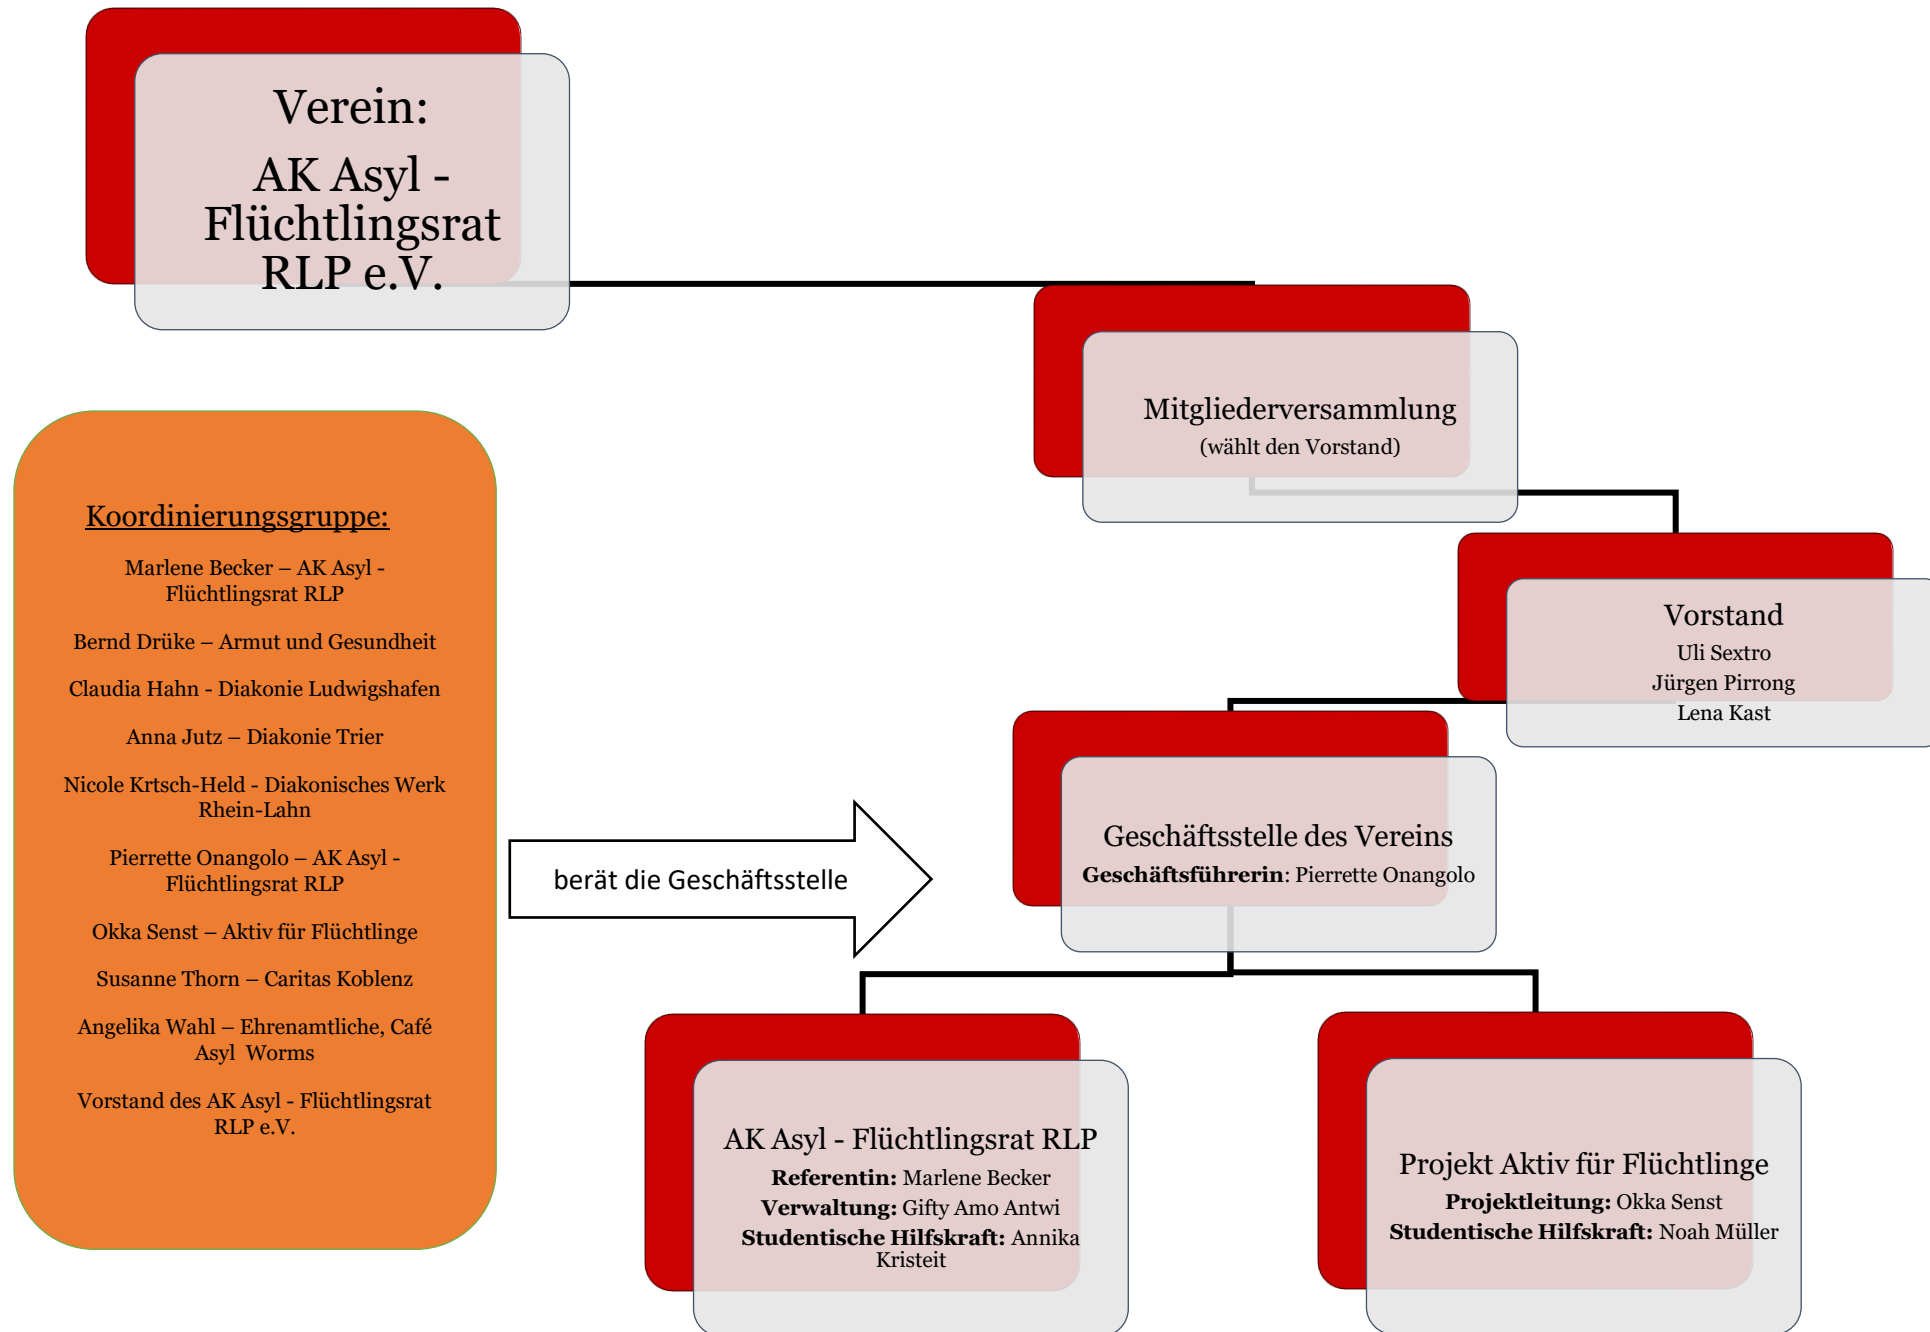 Verein:
AK Asyl -
Flüchtlingsrat
RLP e.V.
Mitgliederversammlung
(wählt den Vorstand)
Vorstand
Uli Sextro
Jürgen Pirrong
Lena Kast
Koordinierungsgruppe:
Marlene Becker – AK Asyl -
Flüchtlingsrat RLP
Bernd Drüke – Armut und Gesundheit
Claudia Hahn - Diakonie Ludwigshafen
Anna Jutz – Diakonie Trier
Nicole Krtsch-Held - Diakonisches Werk
Rhein-Lahn
Pierrette Onangolo – AK Asyl -
Flüchtlingsrat RLP
Okka Senst – Aktiv für Flüchtlinge
Susanne Thorn – Caritas Koblenz
Angelika Wahl – Ehrenamtliche, Café
Asyl Worms
Vorstand des AK Asyl - Flüchtlingsrat
RLP e.V.
berät die Geschäftsstelle
Geschäftsstelle des Vereins
Geschäftsführerin: Pierrette Onangolo
AK Asyl - Flüchtlingsrat RLP
Referentin: Marlene Becker
Verwaltung: Gifty Amo Antwi
Studentische Hilfskraft: Annika
Kristeit
Projekt Aktiv für Flüchtlinge
Projektleitung: Okka Senst
Studentische Hilfskraft: Noah Müller